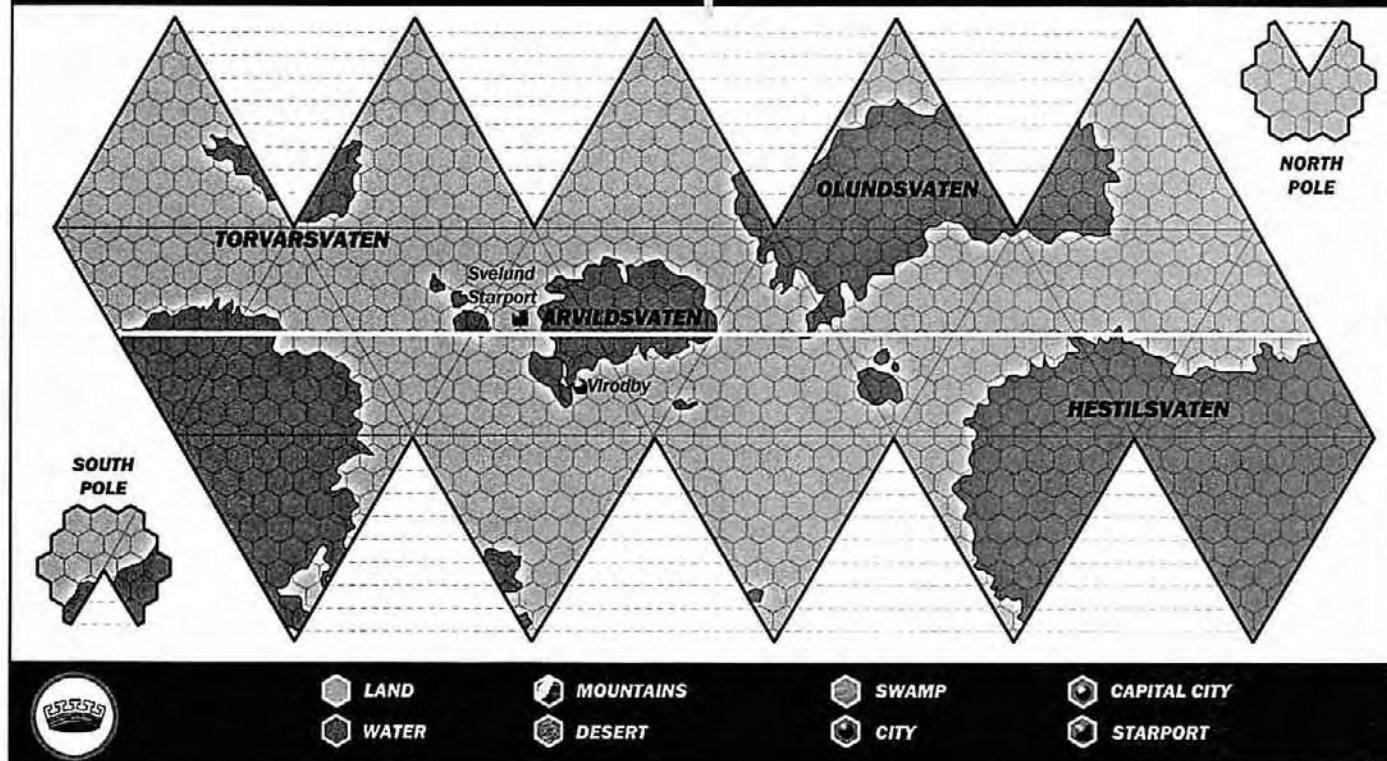 NORTH
POLE
OLUNDSVATEN
TORVARSVATEN
Svelund
Starport
ARVILDSVATEN
Virodby
HESTILSVATEN
SOUTH
POLE
LAND
MOUNTAINS
SWAMP
CAPITAL CITY
WATER
DESERT
CITY
STARPORT